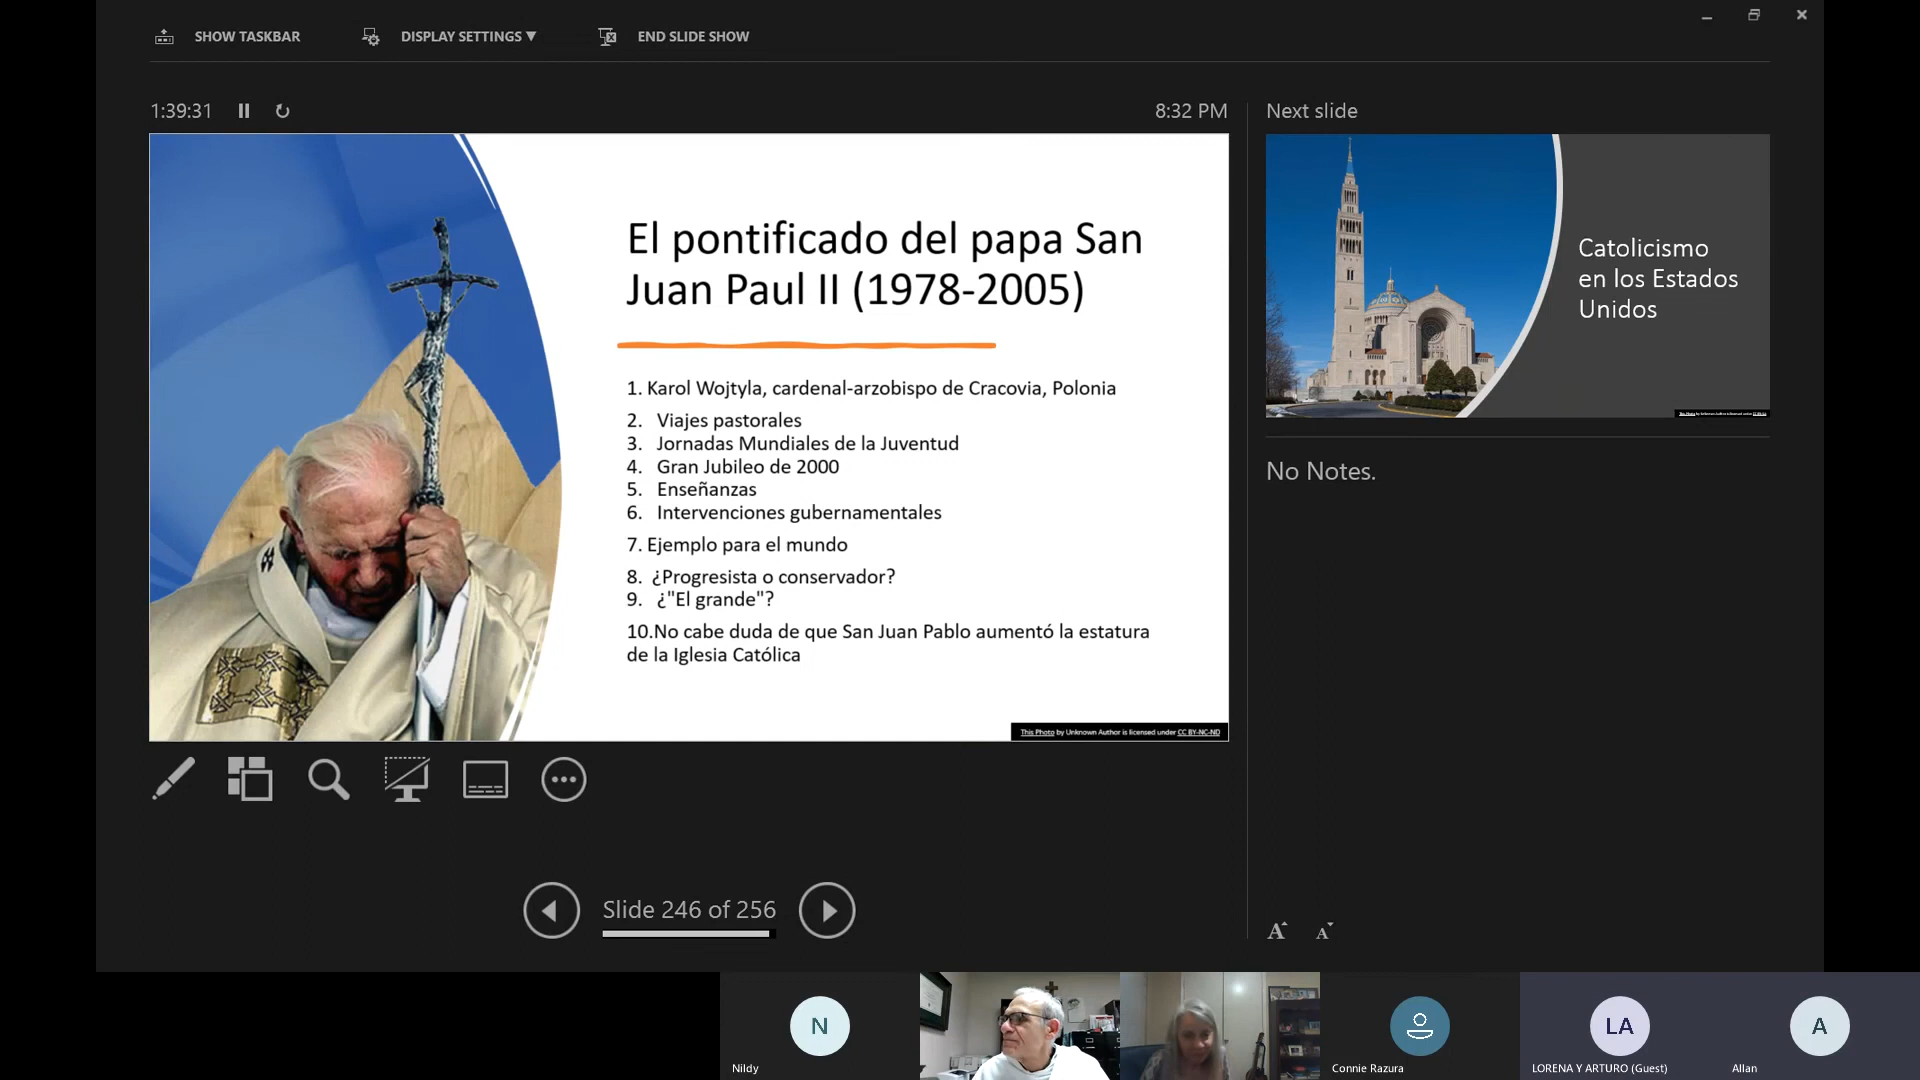 SHOW TASKBAR
DISPLAY SETTINGS ▼
END SLIDE SHOW
1:39:31
8:32 PM
Next slide
El pontificado del papa San
Juan Paul II (1978-2005)
1. Karol Wojtyla, cardenal-arzobispo de Cracovia, Polonia
2. Viajes pastorales
3. Jornadas Mundiales de la Juventud
4. Gran Jubileo de 2000
5. Enseñanzas
6. Intervenciones gubernamentales
7. Ejemplo para el mundo
8. ¿Progresista o conservador?
9. ¿"El grande"?
10.No cabe duda de que San Juan Pablo aumentó la estatura
de la Iglesia Católica
This Photo by Unknown Author is licensed under CC BY-NC-ND
Catolicismo
en los Estados
Unidos
No Notes.
Slide 246 of 256
A
A
N
Nildy
Connie Razura
LA
LORENA Y ARTURO (Guest)
A
Allan